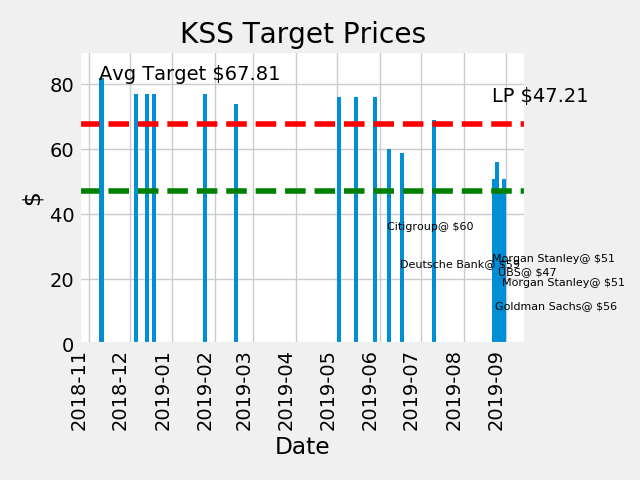 KSS Target Prices
Avg Target $67.81
LP $47.21
80
60
40
20
0
$
Citigroup@ $60
Deutsche Bank@ $59
Morgan Stanley@ $51
UBS@ $47
Morgan Stanley@ $51
Goldman Sachs@ $56
2018-11
2018-12
2019-01
2019-02
2019-03
2019-04
2019-05
2019-06
2019-07
2019-08
2019-09
Date